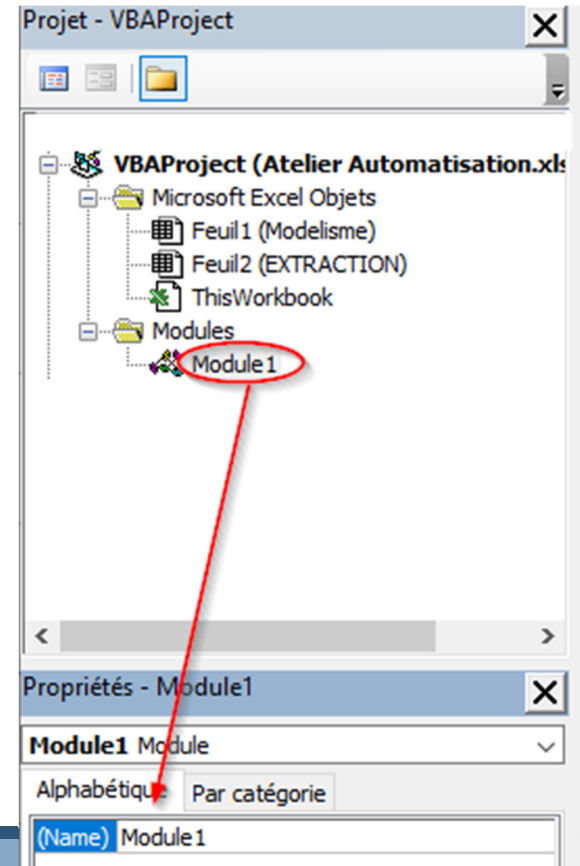 Projet - VBAProject
VBAProject (Atelier Automatisation.xls
Microsoft Excel Objets
Feuil1 (Modelisme)
Feuil2 (EXTRACTION)
ThisWorkbook
Modules
Module1
Propriétés - Module1
Module1 Module
Alphabétique Par catégorie
(Name) Module1